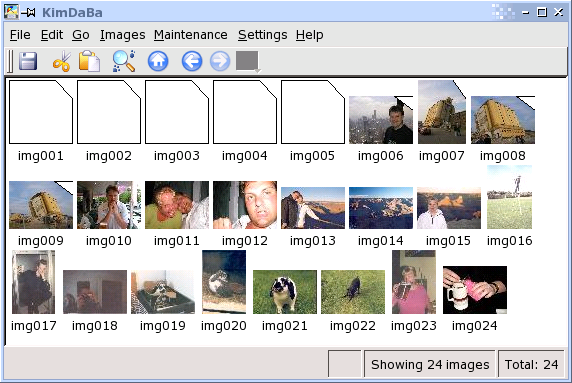 KimDaBa
File Edit Go Images Maintenance Settings Help
img001 img002 img003 img004 img005 img006 img007 img008
img009 img010 img011 img012 img013 img014 img015 img016
img017 img018 img019 img020 img021 img022 img023 img024
Showing 24 images Total: 24